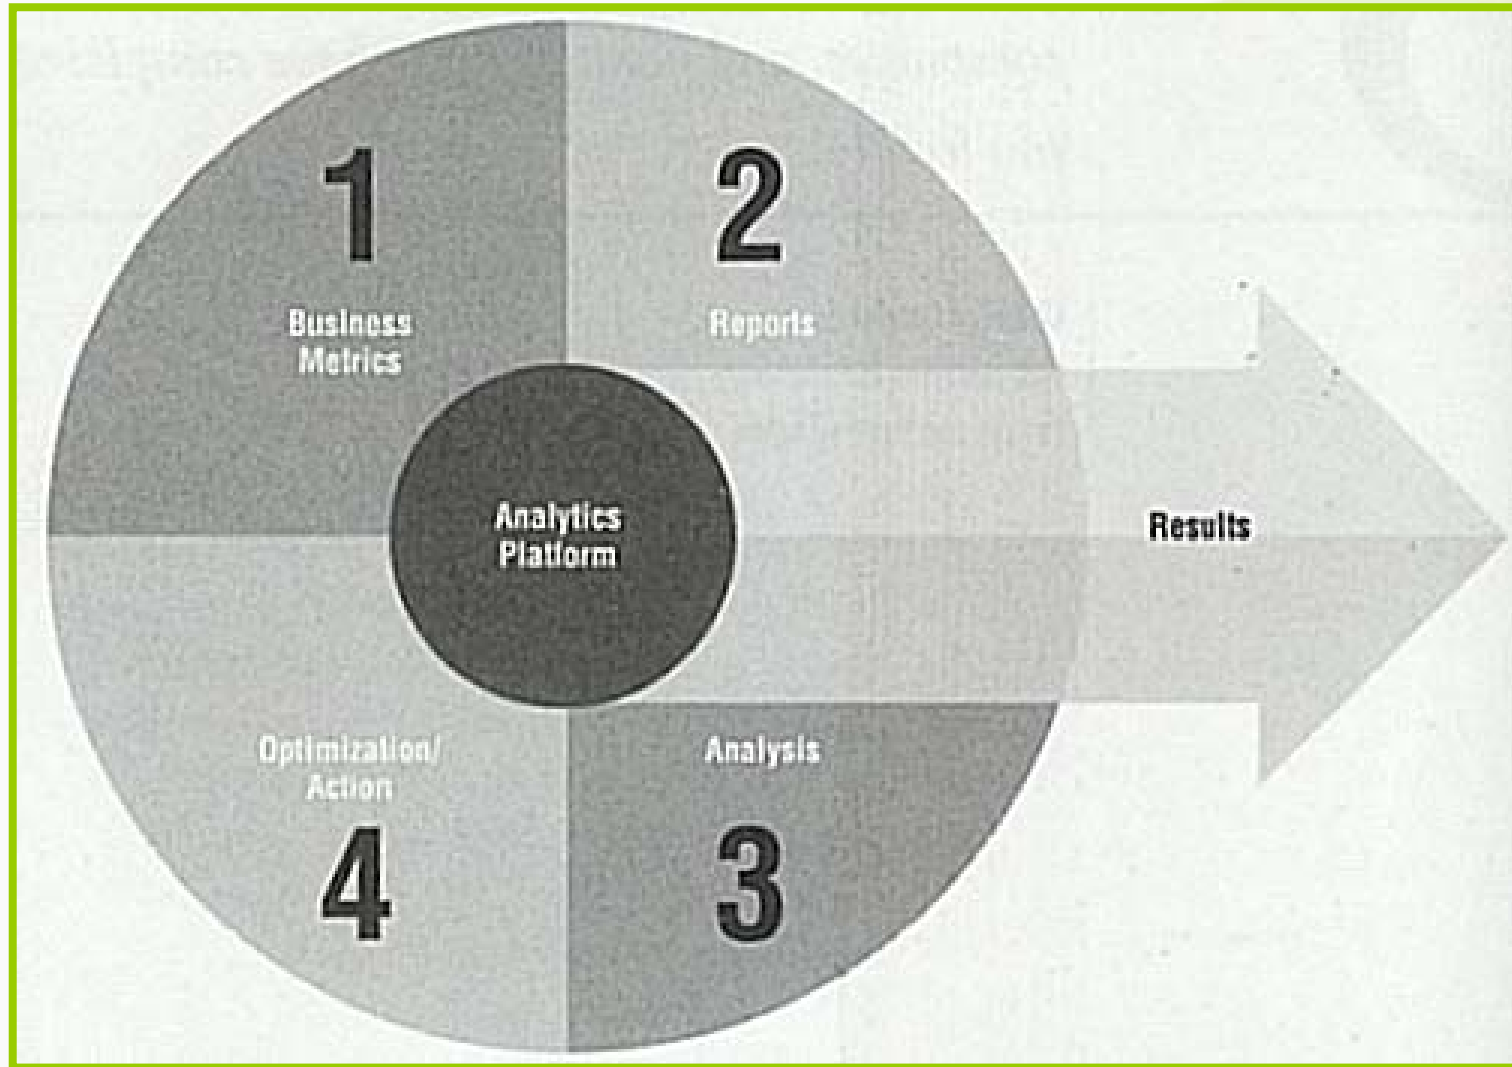 1
Business
Metrics
2
Reports
Analytics
Platform
Results
Optimization/
Action
4
Analysis
3